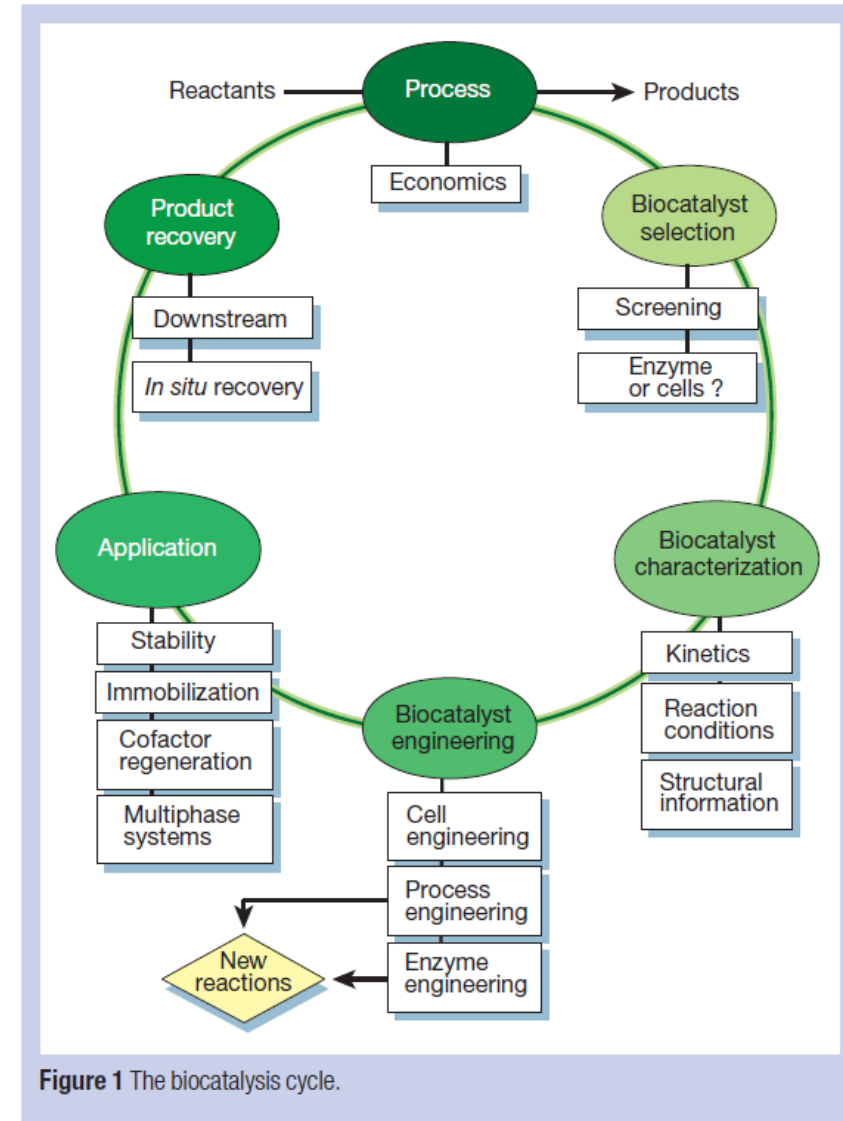 Reactants
Process
Products
Economics
Product
recovery
Biocatalyst
selection
Downstream
In situ recovery
Screening
Enzyme
or cells ?
Application
Biocatalyst
characterization
Stability
Immobilization
Cofactor
regeneration
Multiphase
systems
Biocatalyst
engineering
Kinetics
Reaction
conditions
Structural
information
Cell
engineering
Process
engineering
Enzyme
engineering
New
reactions
Figure 1 The biocatalysis cycle.